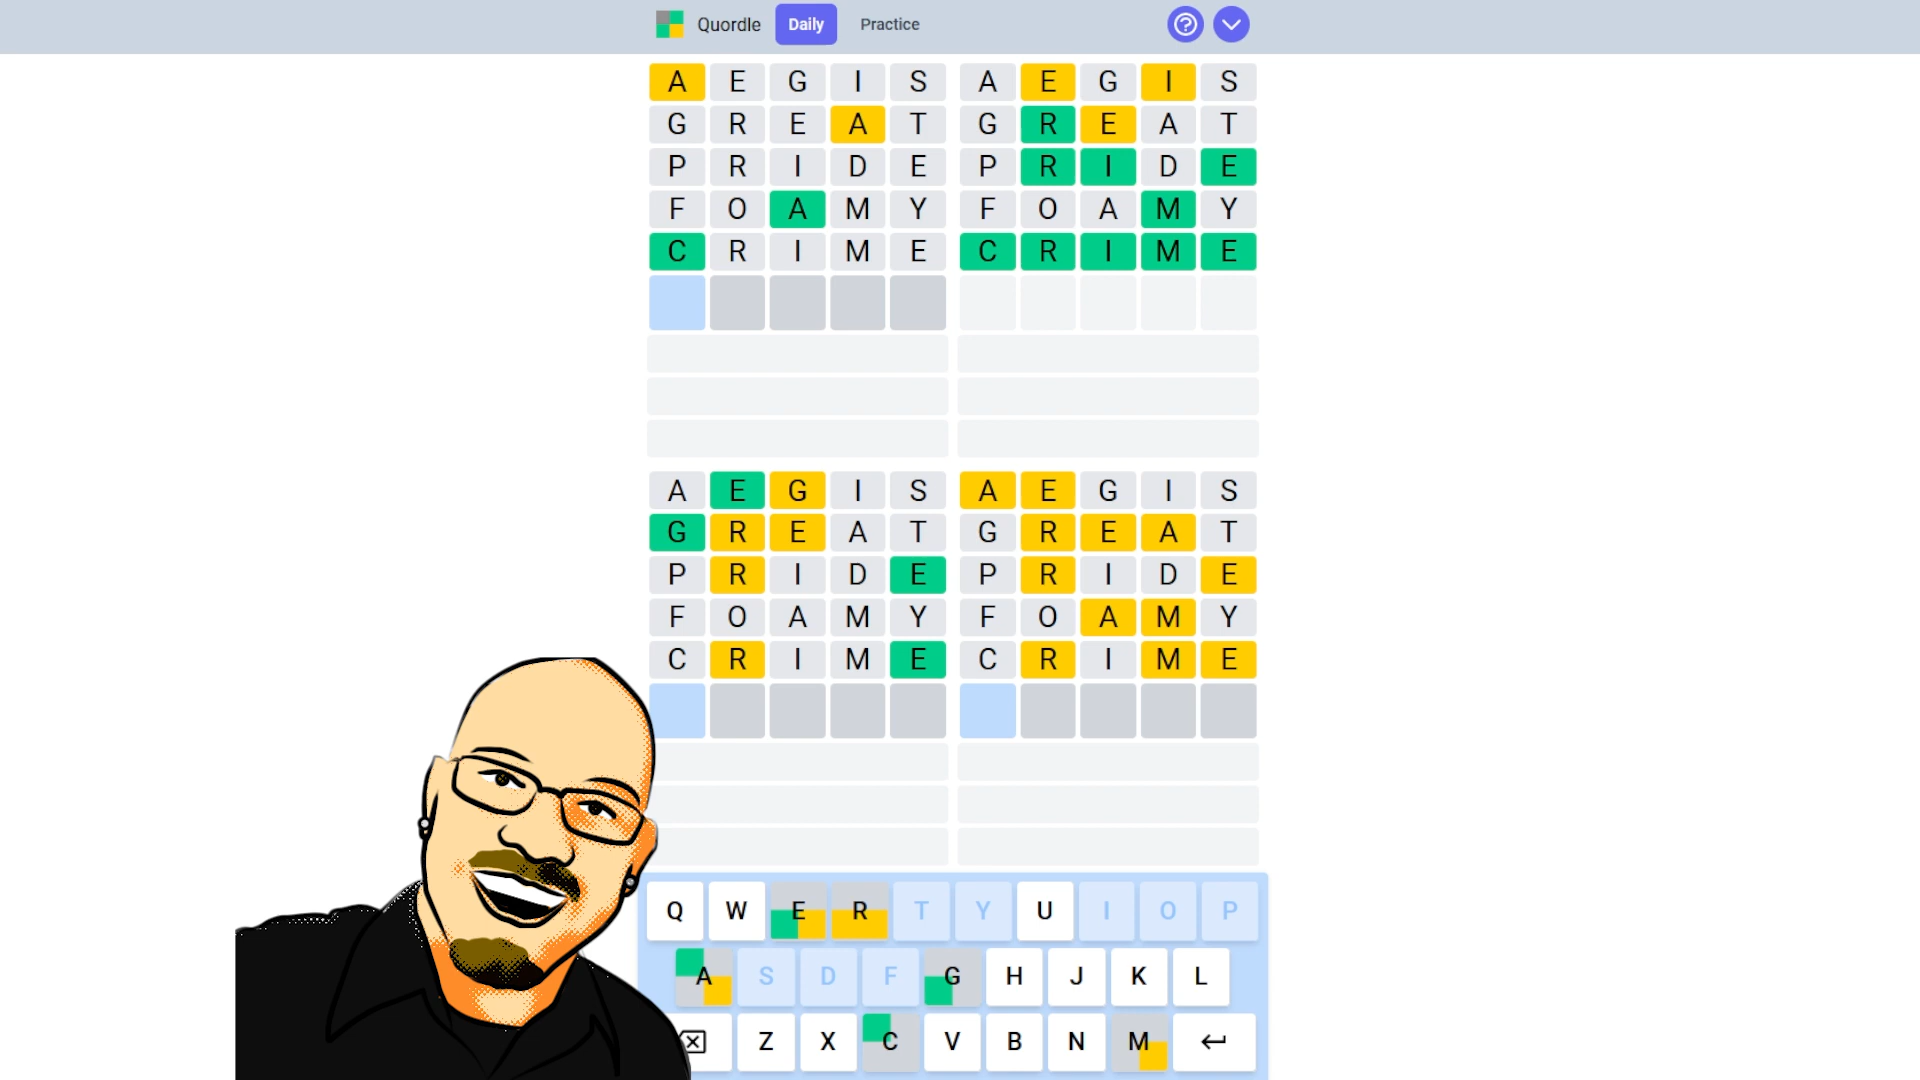 Quordle Daily Practice
A E G I S A E G I S
G R E A T G R E A T
P R I D E P R I D E
F O A M Y F O A M Y
C R I M E C R I M E
A E G I S A E G I S
G R E A T G R E A T
P R I D E P R I D E
F O A M Y F O A M Y
C R I M E C R I M E
Q W E R T Y U I O P
A S D F G H J K L
Z X C V B N M